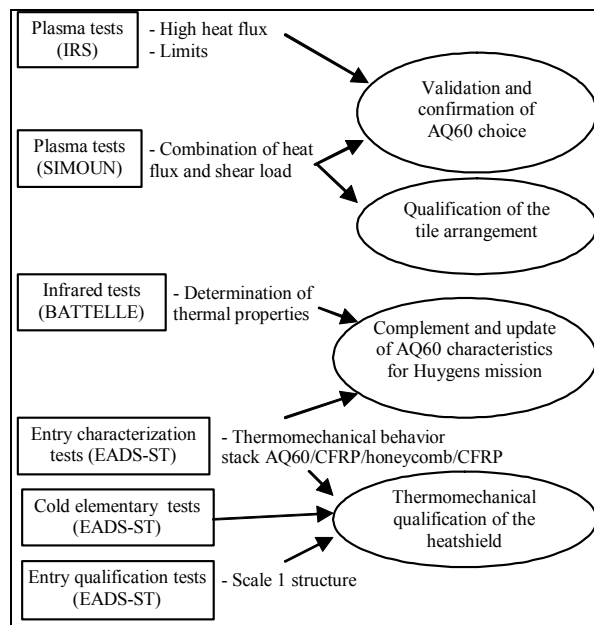 Plasma tests
(IRS)
- High heat flux
- Limits
Validation and
confirmation of
AQ60 choice
Plasma tests
(SIMOUN)
- Combination of heat
flux and shear load
Qualification of the
tile arrangement
Infrared tests
(BATTELLE)
- Determination of
thermal properties
Complement and update
of AQ60 characteristics
for Huygens mission
Entry characterization
tests (EADS-ST)
- Thermomechanical behavior
stack AQ60/CFRP/honeycomb/CFRP
Cold elementary tests
(EADS-ST)
Thermomechanical
qualification of the
heatshield
Entry qualification tests
(EADS-ST)
- Scale 1 structure